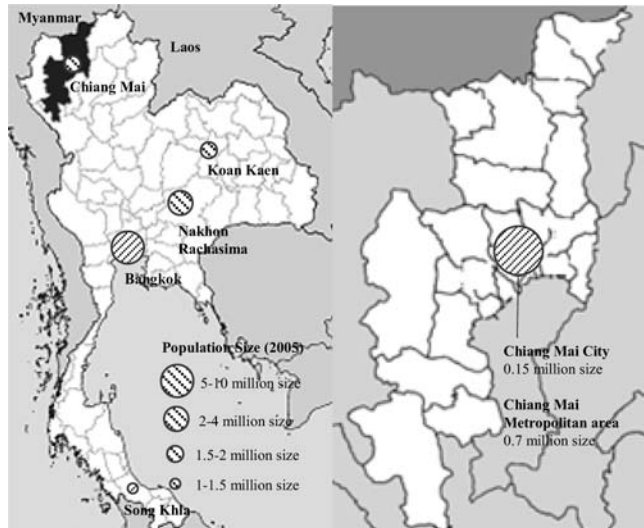 Myanmar
Laos
Chiang Mai
Koan Kaen
Nakhon
Rachasima
Bangkok
Population Size (2005)
5-10 million size
2-4 million size
1.5-2 million size
1-1.5 million size
Song Khla
Chiang Mai City
0.15 million size
Chiang Mai
Metropolitan area
0.7 million size